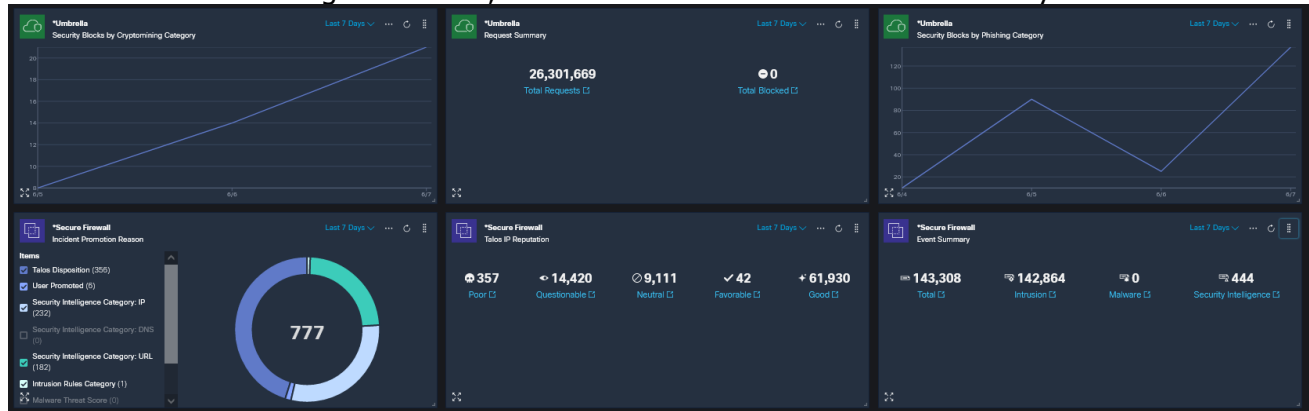 *Umbrella
Security Blocks by Cryptomining Category
Last 7 Days
20
18
16
14
12
10
8
6/5
6/6
6/7
*Umbrella
Request Summary
Last 7 Days
26,301,669
Total Requests
0
Total Blocked
*Umbrella
Security Blocks by Phishing Category
Last 7 Days
120
100
80
60
40
20
6/4
6/5
6/6
6/7
*Secure Firewall
Incident Promotion Reason
Last 7 Days
Items
Talos Disposition (356)
User Promoted (6)
Security Intelligence Category: IP
(232)
Security Intelligence Category: DNS
(0)
Security Intelligence Category: URL
(182)
Intrusion Rules Category (1)
Malware Threat Score (0)
777
*Secure Firewall
Talos IP Reputation
Last 7 Days
357
Poor
14,420
Questionable
9,111
Neutral
42
Favorable
61,930
Good
*Secure Firewall
Event Summary
Last 7 Days
143,308
Total
142,864
Intrusion
0
Malware
444
Security Intelligence